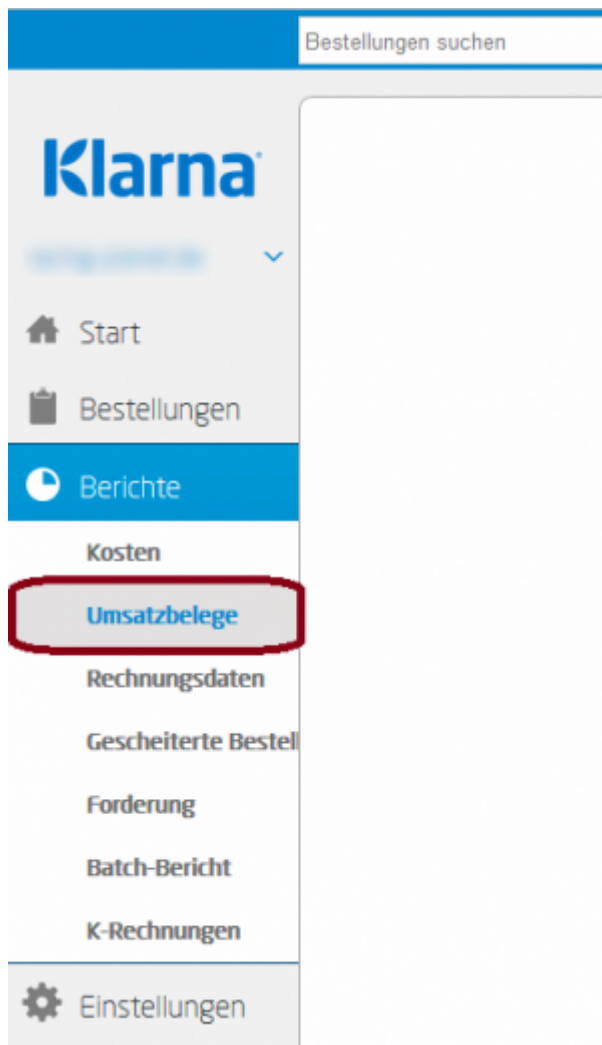 Bestellungen suchen
Klarna
Start
Bestellungen
Berichte
Kosten
Umsatzbelege
Rechnungsdaten
Gescheiterte Bestell
Forderung
Batch-Bericht
K-Rechnungen
Einstellungen